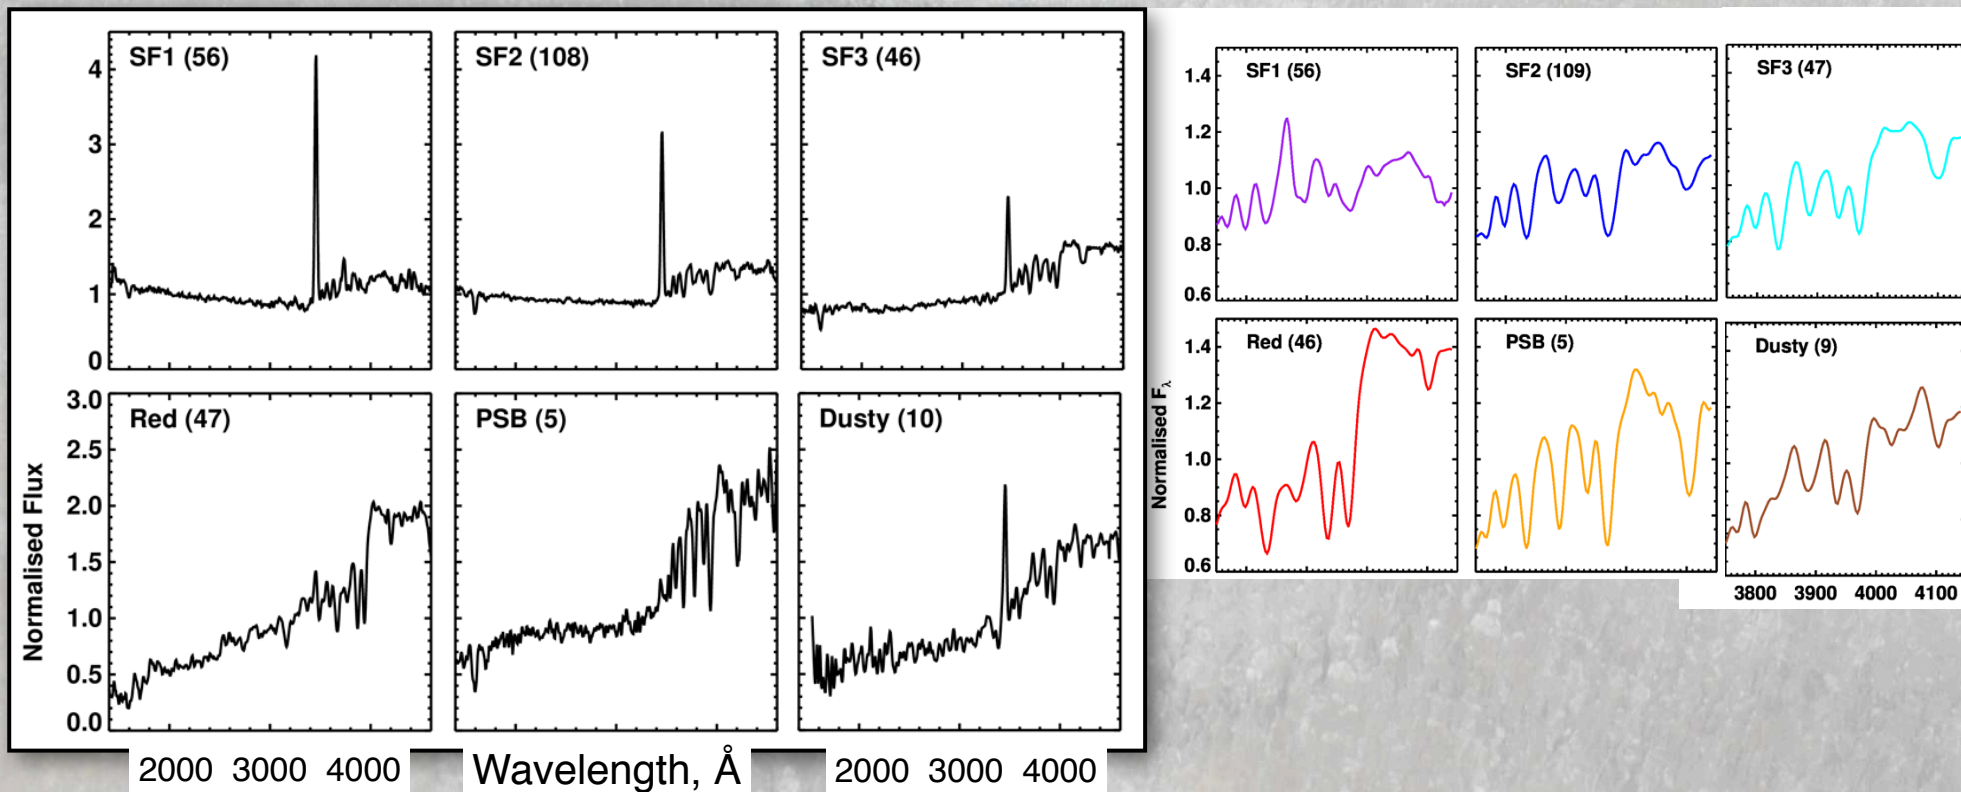 SF1 (56)
SF2 (108)
SF3 (46)
4
3
2
1
0
Red (47)
PSB (5)
Dusty (10)
3.0
2.5
2.0
1.5
1.0
0.5
0.0
Normalised Flux
2000 3000 4000
Wavelength, Å
2000 3000 4000
SF1 (56)
SF2 (109)
SF3 (47)
1.4
1.2
1.0
0.8
0.6
Red (46)
PSB (5)
Dusty (9)
1.4
1.2
1.0
0.8
0.6
Normalised Fλ
3800 3900 4000 4100